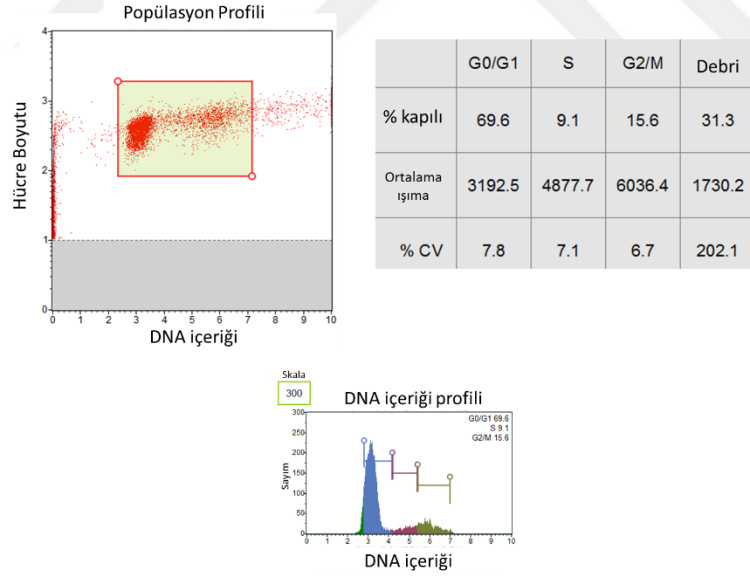 Popülasyon Profili
4
3
2
1
0
Hücre Boyutu
0 1 2 3 4 5 6 7 8 9 10
DNA içeriği
G0/G1 S G2/M Debri
% kapılı 69.6 9.1 15.6 31.3
Ortalama
ışıma 3192.5 4877.7 6036.4 1730.2
% CV 7.8 7.1 6.7 202.1
Skala
300
DNA içeriği profili
G0/G1 69.6
S 9.1
G2/M 15.6
300
250
200
150
100
50
0
Sayım
0 1 2 3 4 5 6 7 8 9 10
DNA içeriği